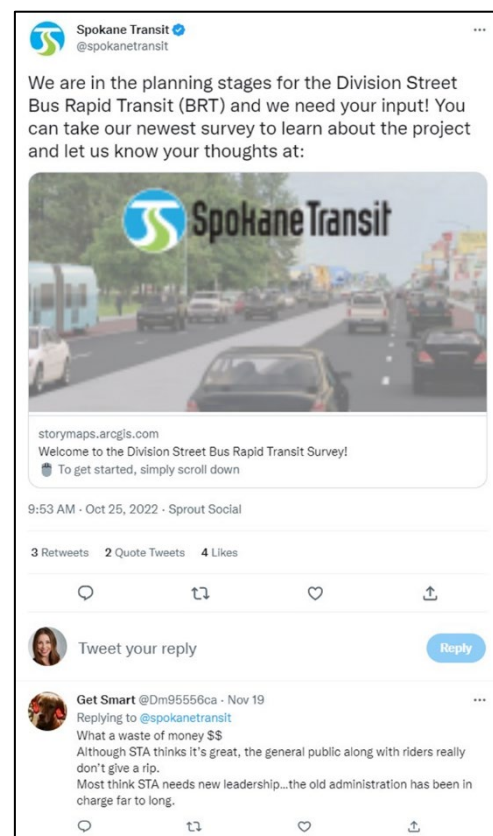 Spokane Transit
@spokanetransit
We are in the planning stages for the Division Street
Bus Rapid Transit (BRT) and we need your input! You
can take our newest survey to learn about the project
and let us know your thoughts at:
Spokane Transit
storymaps.arcgis.com
Welcome to the Division Street Bus Rapid Transit Survey!
🖱️ To get started, simply scroll down
9:53 AM · Oct 25, 2022 · Sprout Social
3 Retweets 2 Quote Tweets 4 Likes
Tweet your reply
Reply
Get Smart @Dm95556ca · Nov 19
Replying to @spokanetransit
What a waste of money $$
Although STA thinks it's great, the general public along with riders really
don't give a rip.
Most think STA needs new leadership...the old administration has been in
charge far to long.